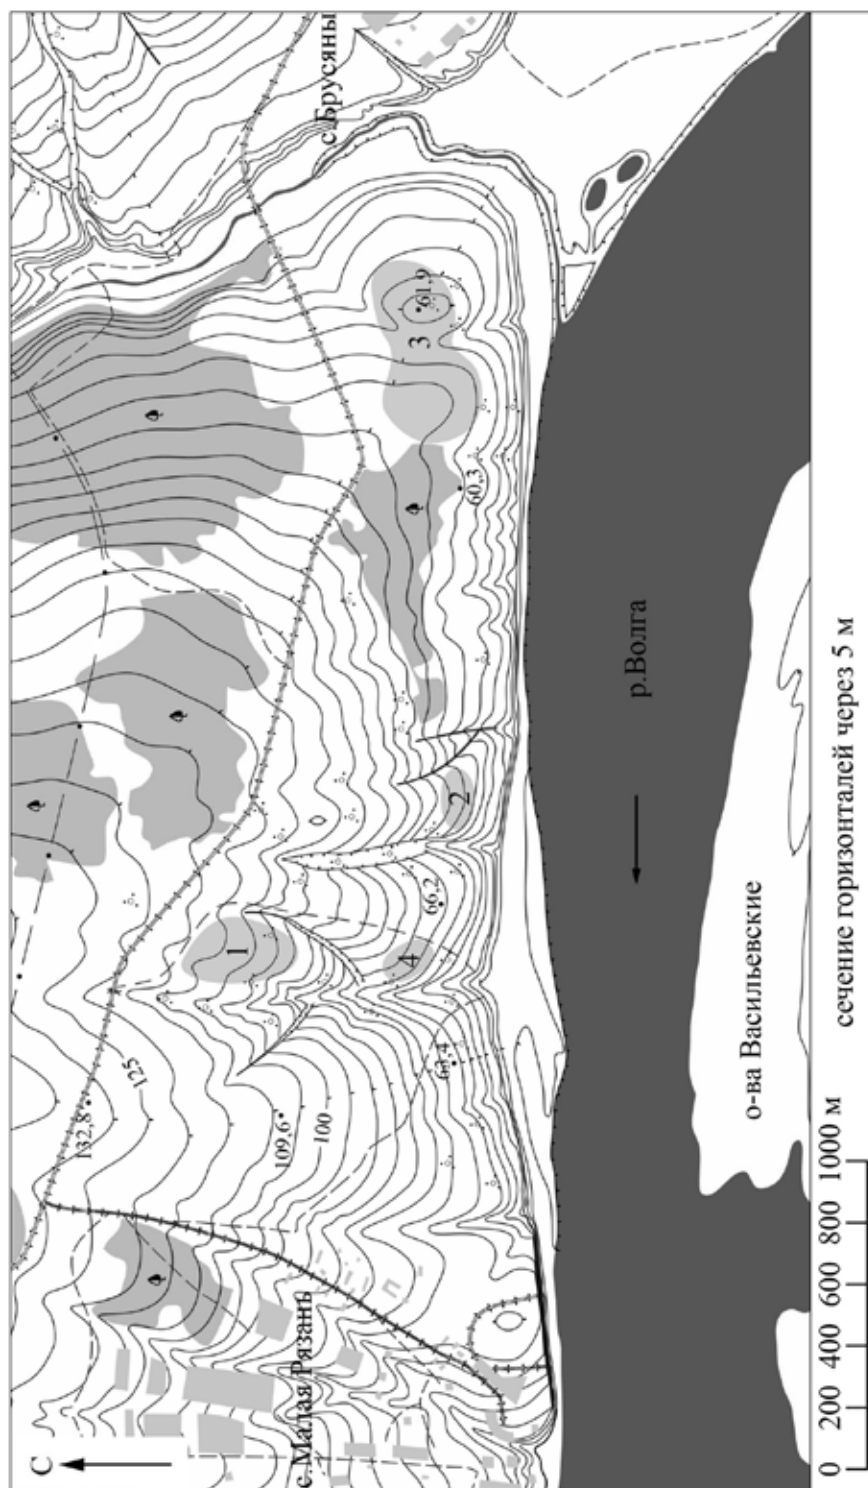 С
132,8
125
1
109,6
с.Малая Рязань
100
с.Брусяны
4
3
61,9
66,2
63,4
2
60,3
р.Волга
о-ва Васильевские
0 200 400 600 800 1000 м
сечение горизонталей через 5 м